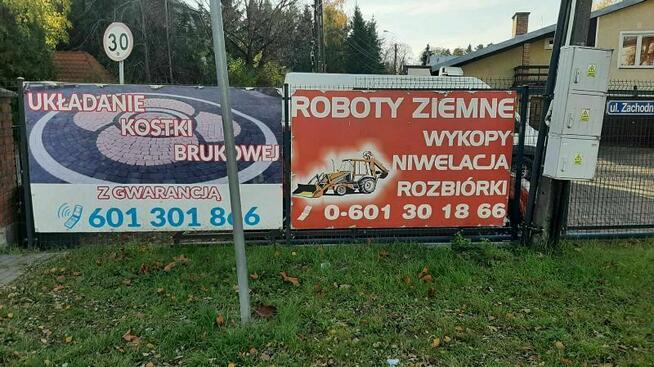 30
UKŁADANIE
KOSTKI
BRUKOWEJ
Z GWARANCJĄ
601 301 866
ROBOTY ZIEMNE
WYKOPY
NIWELACJA
ROZBIÓRKI
0-601 30 18 66
ul. Zachodn